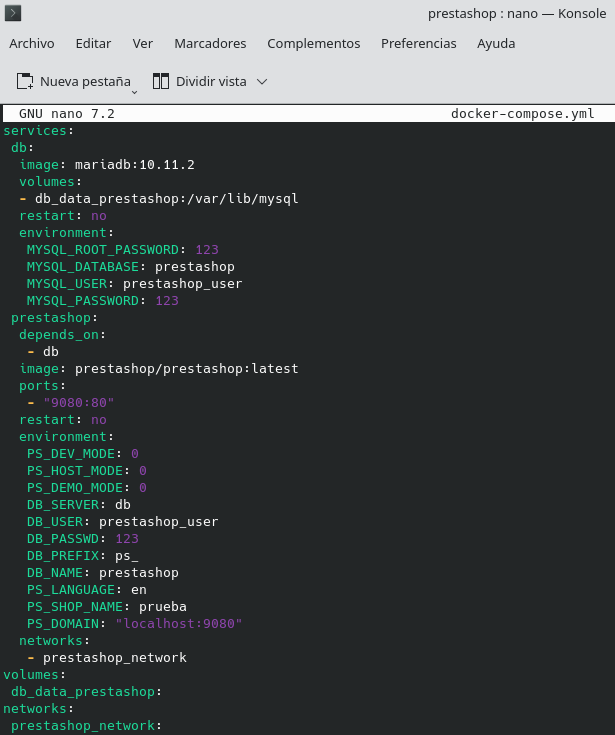 prestashop : nano — Konsole
Archivo Editar Ver Marcadores Complementos Preferencias Ayuda
Nueva pestaña Dividir vista
GNU nano 7.2 docker-compose.yml
services:
 db:
  image: mariadb:10.11.2
  volumes:
  - db_data_prestashop:/var/lib/mysql
  restart: no
  environment:
   MYSQL_ROOT_PASSWORD: 123
   MYSQL_DATABASE: prestashop
   MYSQL_USER: prestashop_user
   MYSQL_PASSWORD: 123
 prestashop:
  depends_on:
   - db
  image: prestashop/prestashop:latest
  ports:
   - "9080:80"
  restart: no
  environment:
   PS_DEV_MODE: 0
   PS_HOST_MODE: 0
   PS_DEMO_MODE: 0
   DB_SERVER: db
   DB_USER: prestashop_user
   DB_PASSWD: 123
   DB_PREFIX: ps_
   DB_NAME: prestashop
   PS_LANGUAGE: en
   PS_SHOP_NAME: prueba
   PS_DOMAIN: "localhost:9080"
  networks:
   - prestashop_network
volumes:
 db_data_prestashop:
networks:
 prestashop_network: